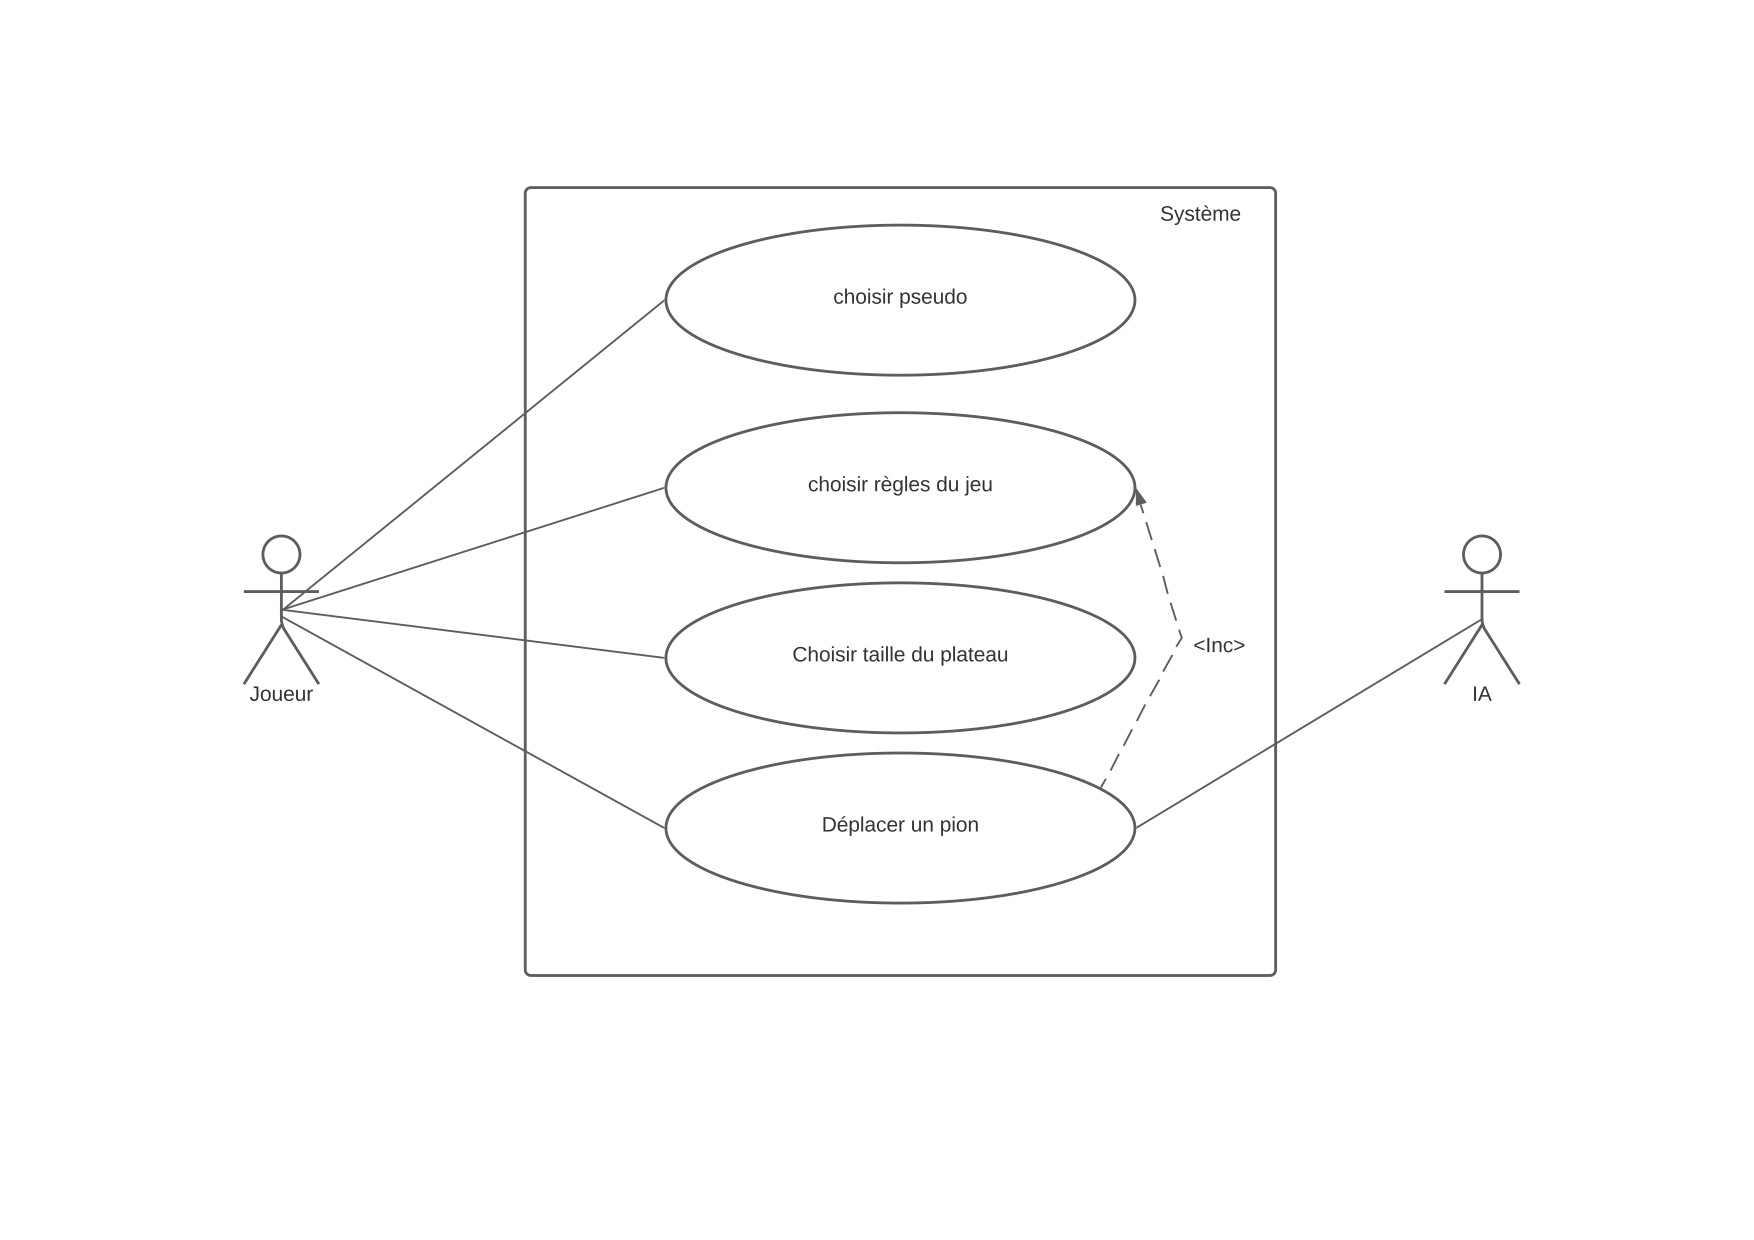 Système
choisir pseudo
choisir règles du jeu
<Inc>
Choisir taille du plateau
Joueur
IA
Déplacer un pion